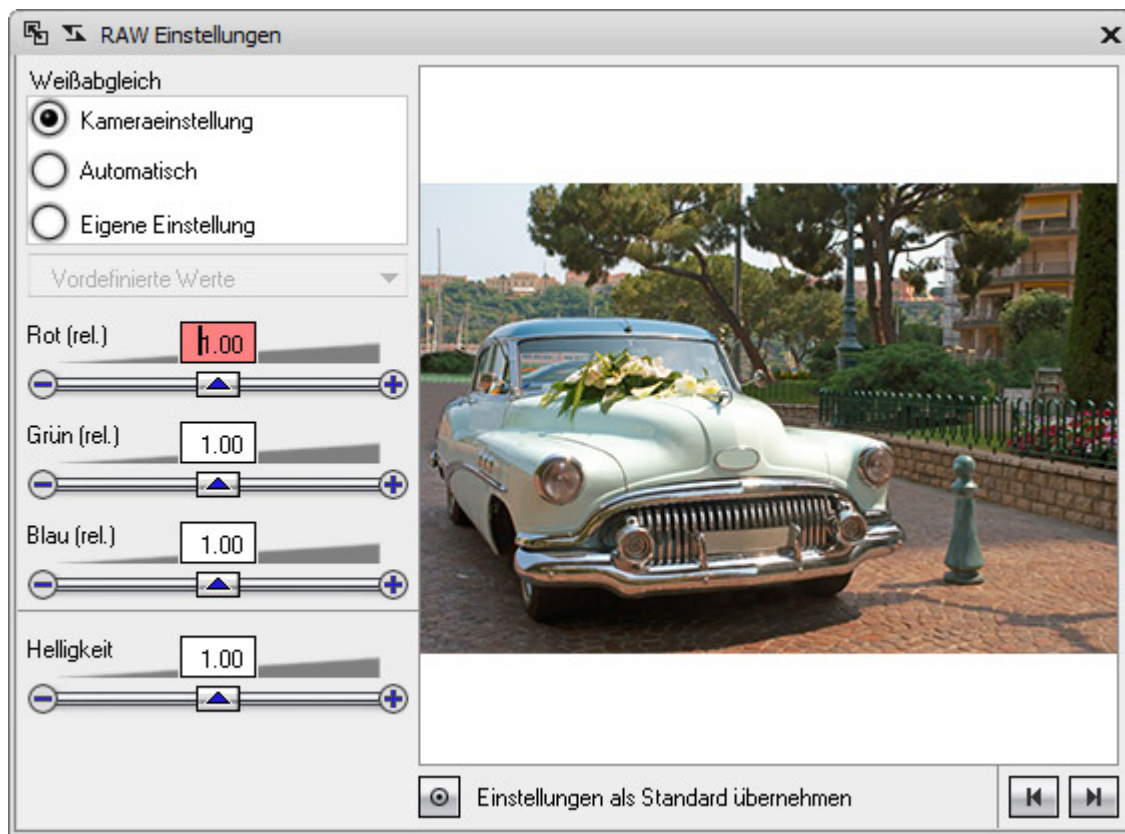 RAW Einstellungen
Weißabgleich
Kameraeinstellung
Automatisch
Eigene Einstellung
Vordefinierte Werte
Rot (rel.)
1.00
Grün (rel.)
1.00
Blau (rel.)
1.00
Helligkeit
1.00
Einstellungen als Standard übernehmen